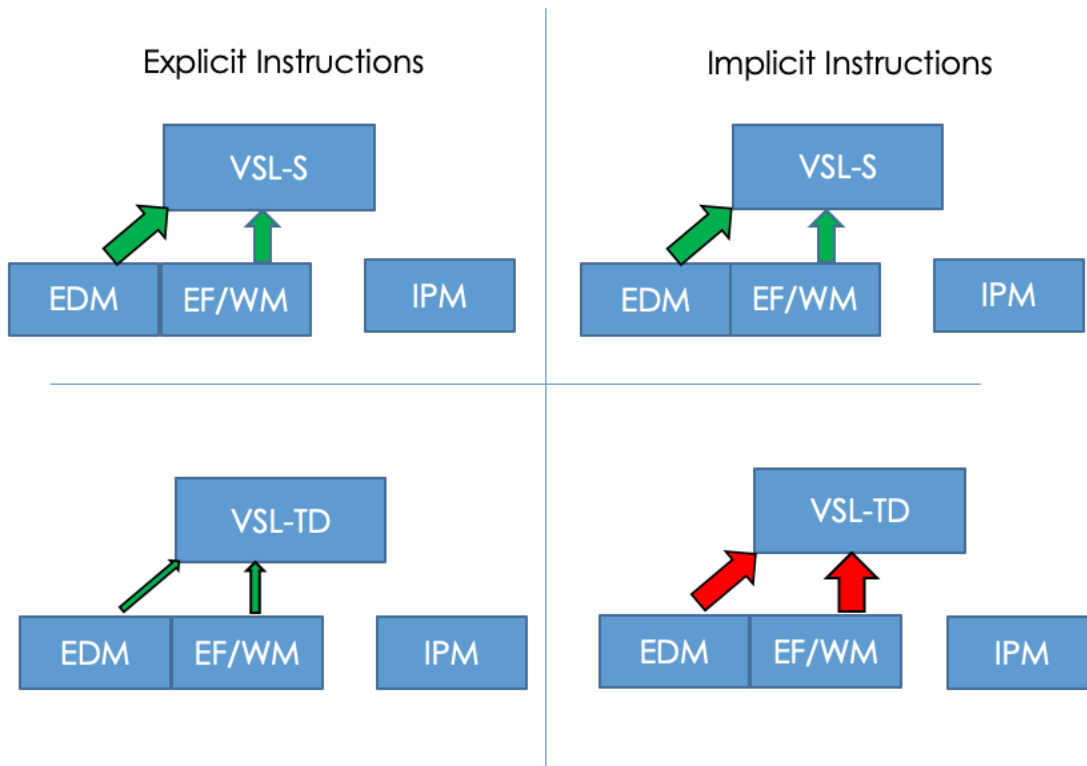 Explicit Instructions
VSL-S
EDM
EF/WM
IPM
Implicit Instructions
VSL-S
EDM
EF/WM
IPM
VSL-TD
EDM
EF/WM
IPM
VSL-TD
EDM
EF/WM
IPM